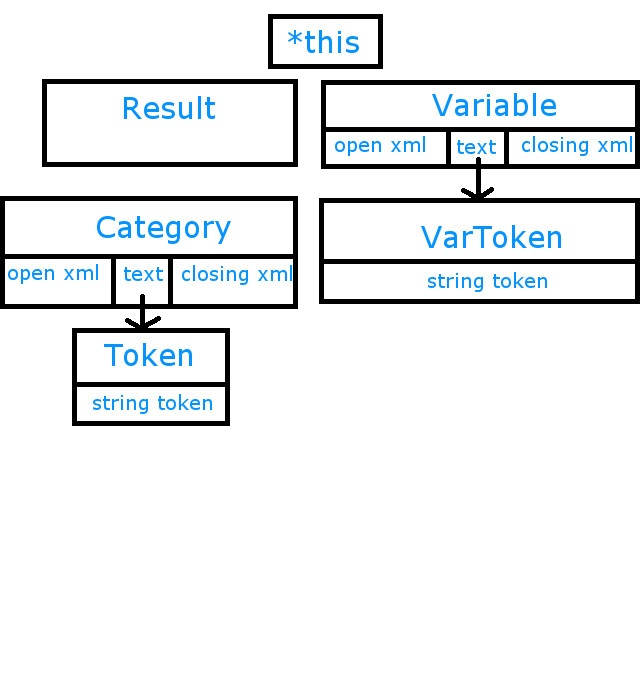 *this
Result
Variable
open xml text closing xml
Category
VarToken
open xml text closing xml
string token
Token
string token